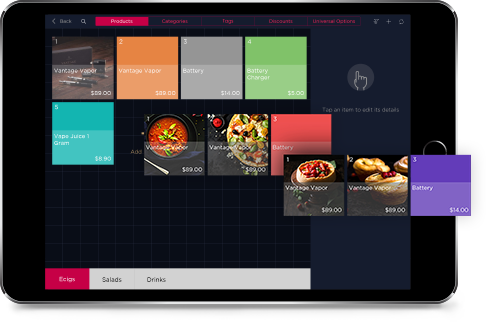 Back
Products
Categories
Tags
Discounts
Universal Options
1
Vantage Vapor
$89.00
2
Vantage Vapor
$89.00
3
Battery
$14.00
4
Battery
Charger
$5.00
Tap an item to edit its details
5
Vape Juice 1
Gram
$8.90
Add
1
Vantage Vapor
$89.00
Vantage Vapor
$89.00
3
1
Vantage Vapor
$89.00
2
Vantage Vapor
$89.00
3
Battery
$14.00
Ecigs
Salads
Drinks